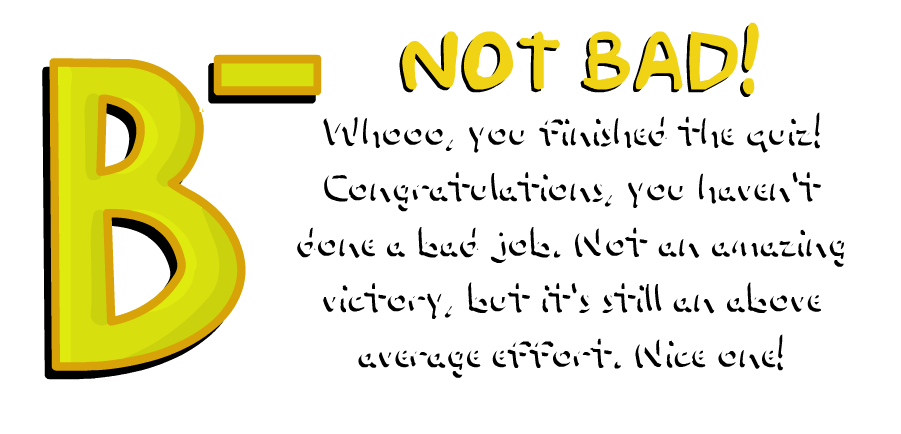 B-
NOT BAD!
Whooo, you finished the quiz!
Congratulations, you haven't
done a bad job. Not an amazing
victory, but it's still an above
average effort. Nice one!